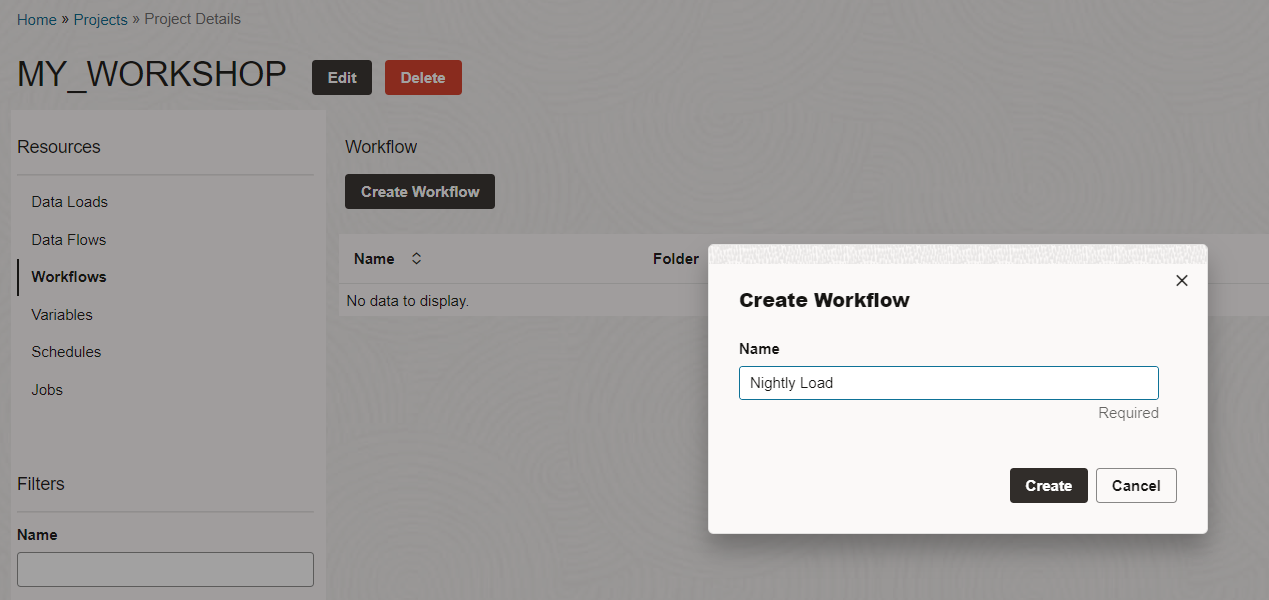 Home » Projects » Project Details
MY_WORKSHOP Edit Delete
Resources
Data Loads
Data Flows
Workflows
Variables
Schedules
Jobs
Filters
Name
Workflow
Create Workflow
Name Folder
No data to display.
Create Workflow
Name
Nightly Load
Required
Create Cancel